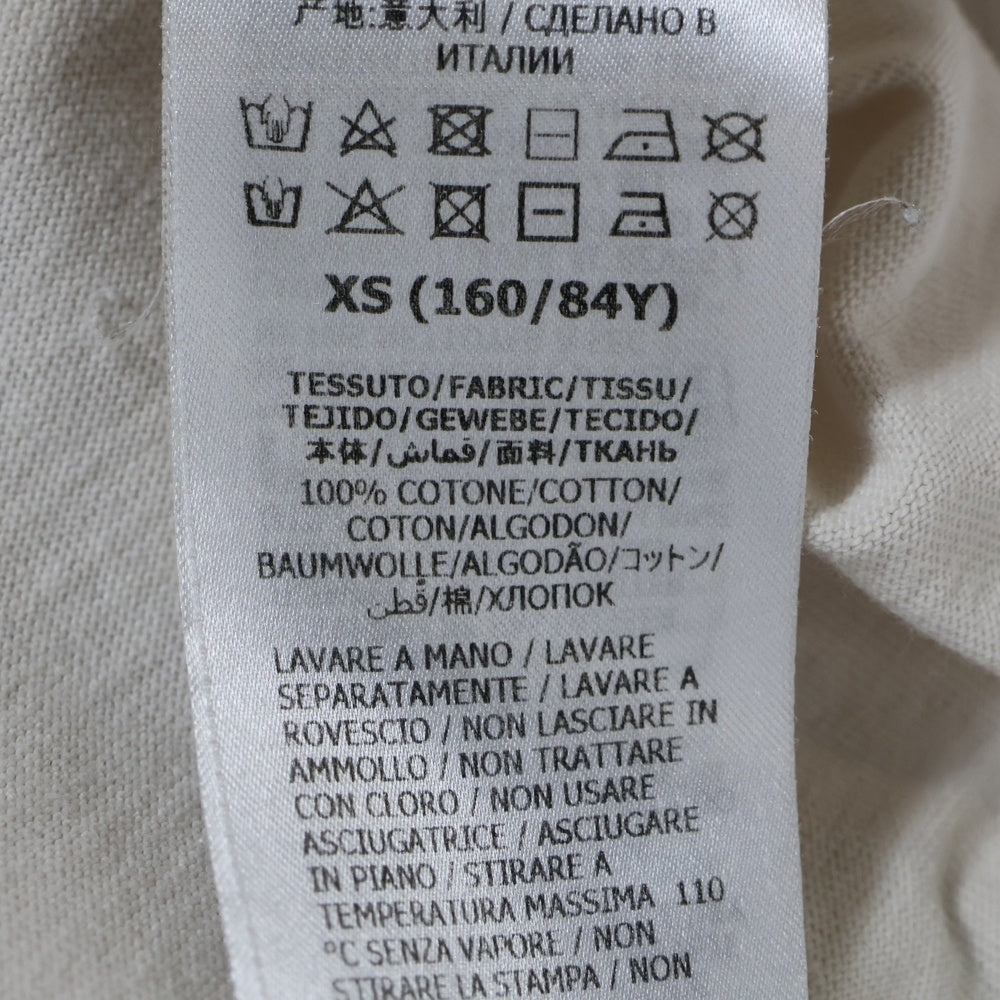 产地:意大利 / СДЕЛАНО В
ИТАЛИИ
XS (160/84Y)
TESSUTO/FABRIC/TISSU/
TEJIDO/GEWEBE/TECIDO/
本体/قماش/面料/ТКАНЬ
100% COTONE/COTTON/
COTON/ALGODON/
BAUMWOLLE/ALGODÃO/コットン/
قطن/棉/ХЛОПОК
LAVARE A MANO / LAVARE
SEPARATAMENTE / LAVARE A
ROVESCIO / NON LASCIARE IN
AMMOLLO / NON TRATTARE
CON CLORO / NON USARE
ASCIUGATRICE / ASCIUGARE
IN PIANO / STIRARE A
TEMPERATURA MASSIMA 110
°C SENZA VAPORE / NON
STIRARE LA STAMPA / NON